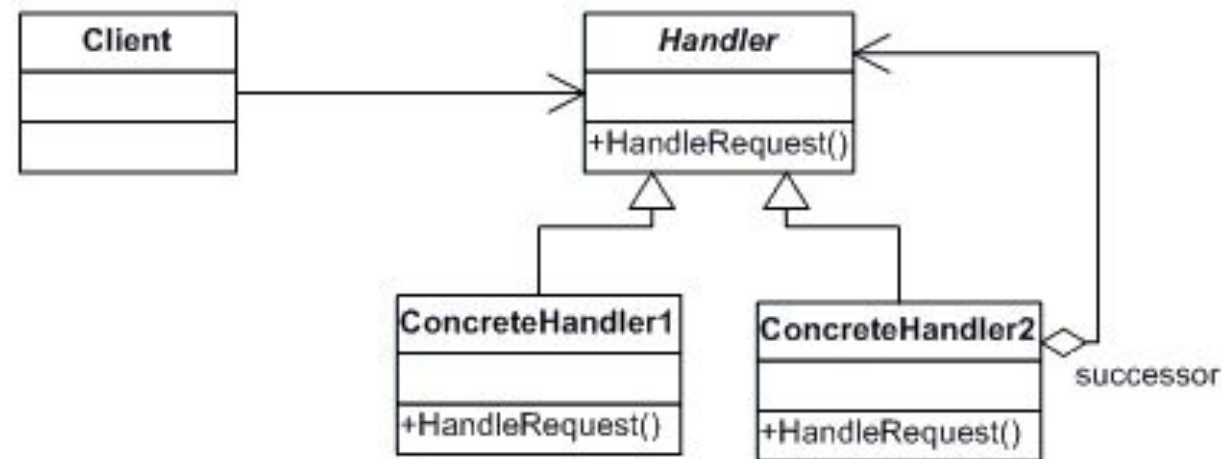 Client
Handler
+HandleRequest()
ConcreteHandler1
+HandleRequest()
ConcreteHandler2
+HandleRequest()
successor